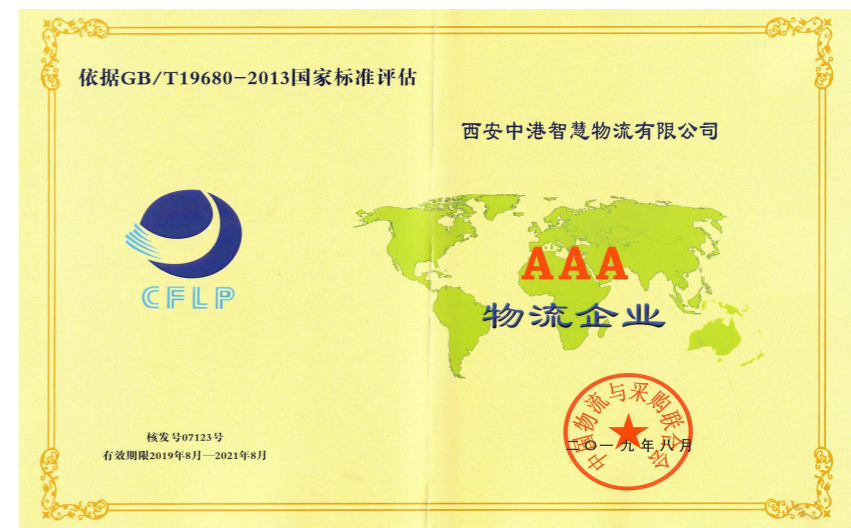 依据GB/T19680-2013国家标准评估
西安中港智慧物流有限公司
CFLP
AAA
物流企业
核发号07123号
有效期限2019年8月—2021年8月
中国物流与采购联合会
二〇一九年八月